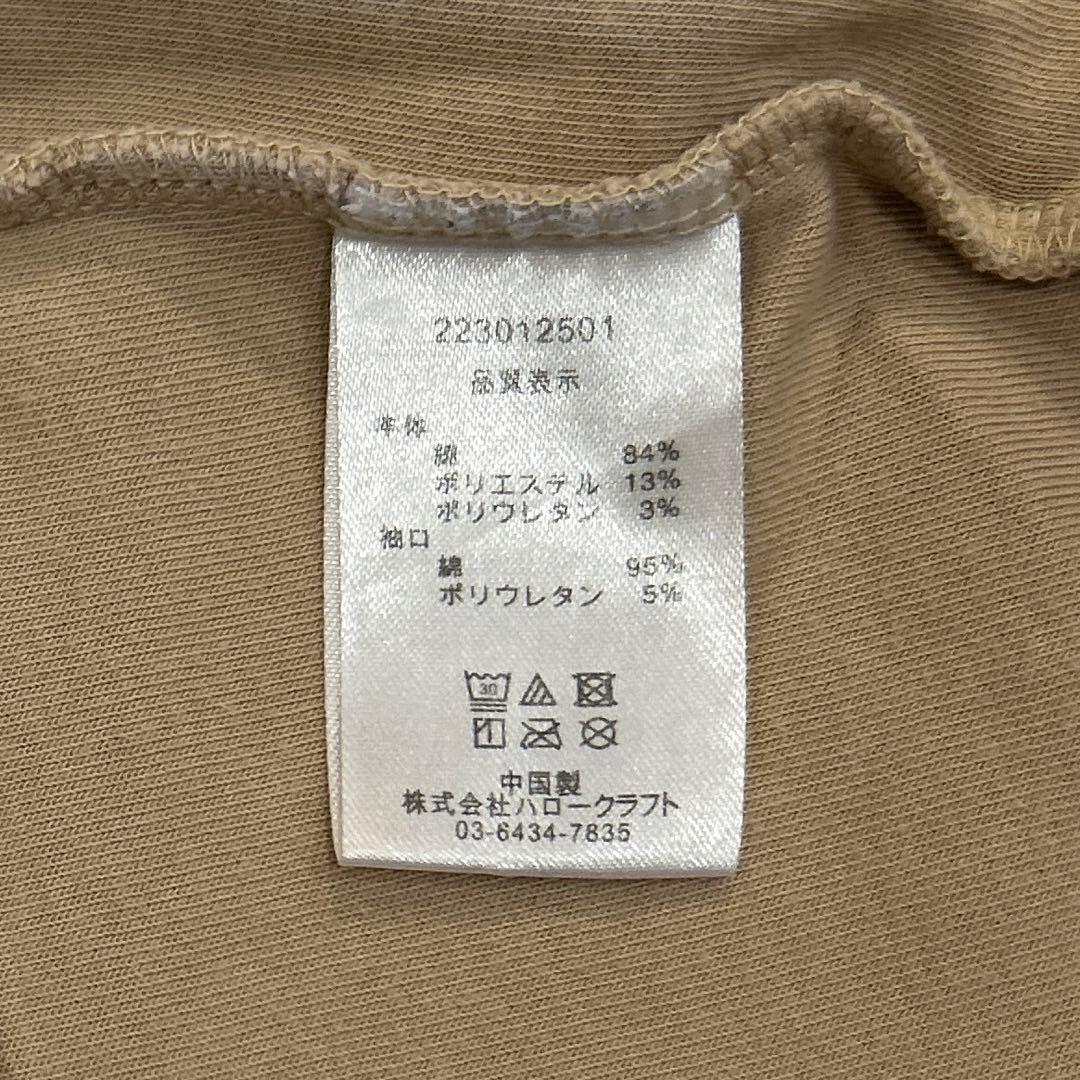 223012501
品質表示
本体
綿 84%
ポリエステル 13%
ポリウレタン 3%
袖口
綿 95%
ポリウレタン 5%
30
中国製
株式会社ハロークラフト
03-6434-7835